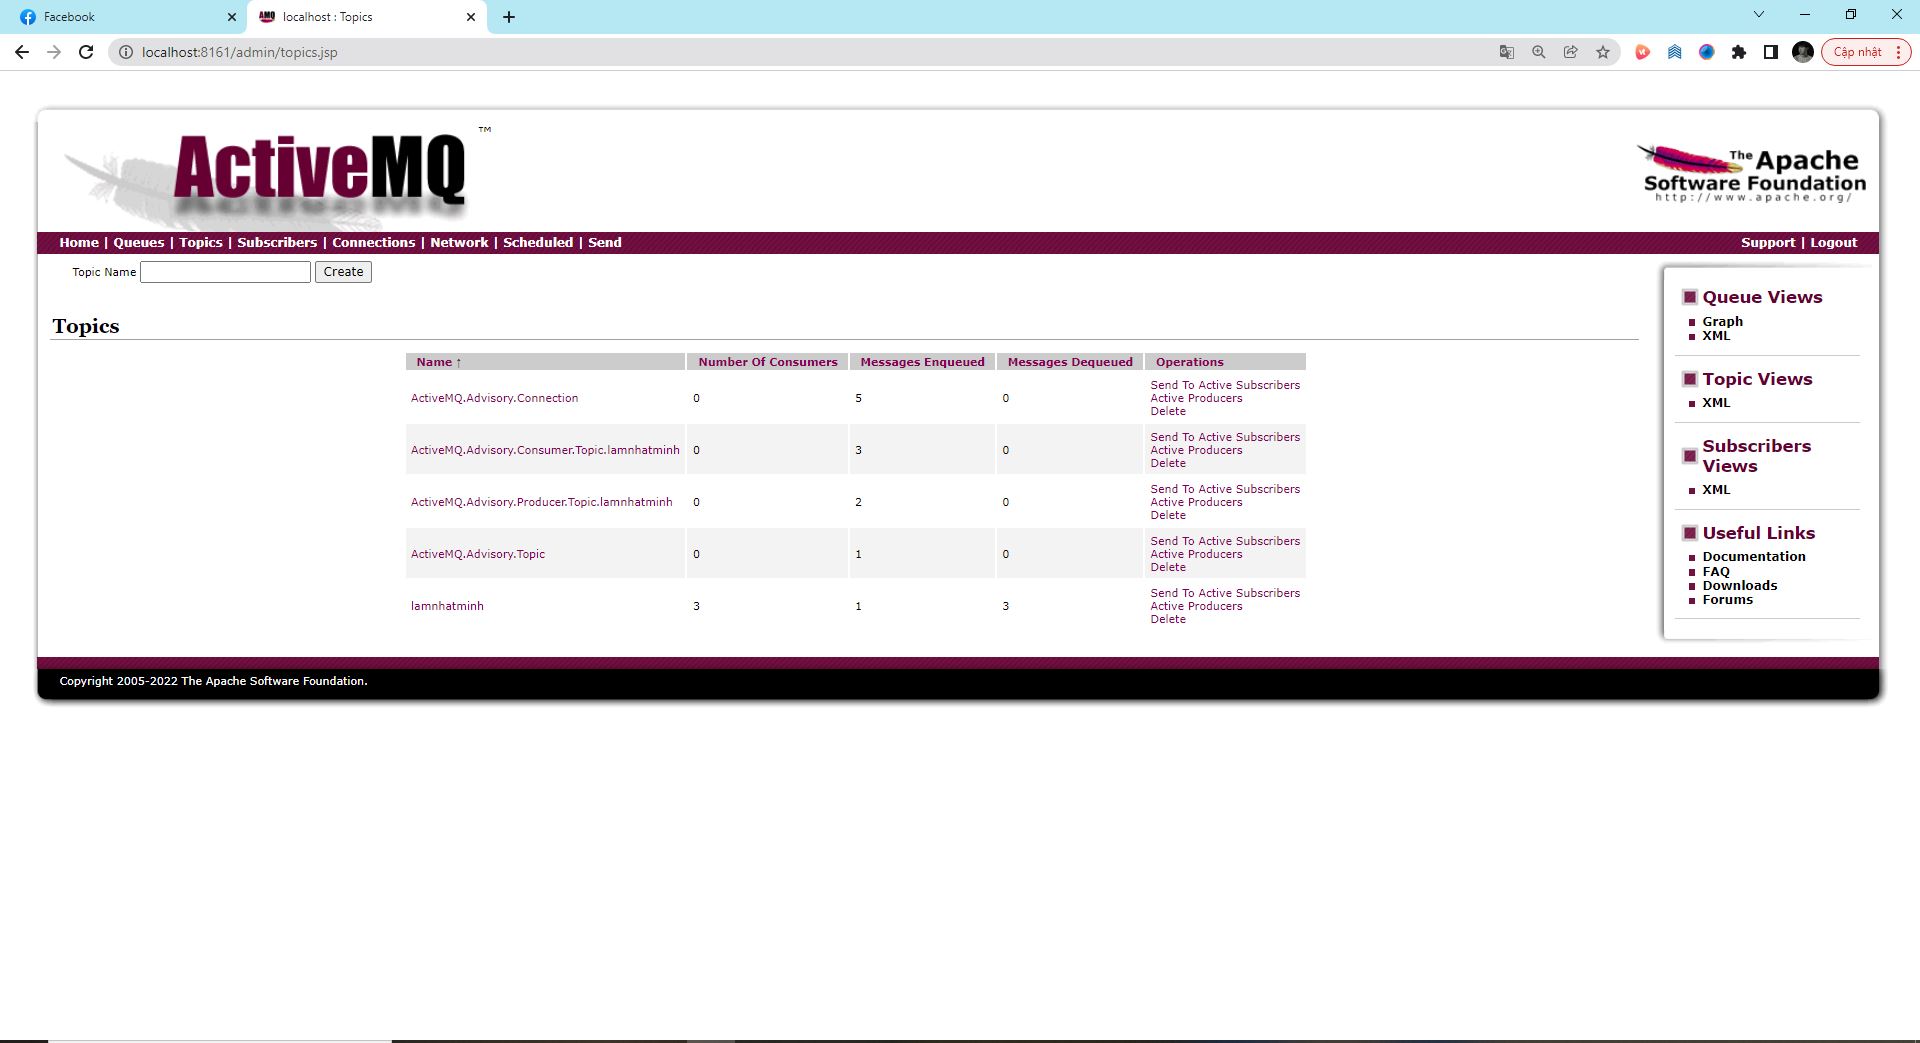 Facebook
localhost : Topics
localhost:8161/admin/topics.jsp
Cập nhật
ActiveMQ ™
The Apache
Software Foundation
http://www.apache.org/
Home | Queues | Topics | Subscribers | Connections | Network | Scheduled | Send
Support | Logout
Topic Name Create
Topics
Name ↑ Number Of Consumers Messages Enqueued Messages Dequeued Operations
ActiveMQ.Advisory.Connection 0 5 0 Send To Active Subscribers
Active Producers
Delete
ActiveMQ.Advisory.Consumer.Topic.lamnhatminh 0 3 0 Send To Active Subscribers
Active Producers
Delete
ActiveMQ.Advisory.Producer.Topic.lamnhatminh 0 2 0 Send To Active Subscribers
Active Producers
Delete
ActiveMQ.Advisory.Topic 0 1 0 Send To Active Subscribers
Active Producers
Delete
lamnhatminh 3 1 3 Send To Active Subscribers
Active Producers
Delete
Queue Views
Graph
XML
Topic Views
XML
Subscribers
Views
XML
Useful Links
Documentation
FAQ
Downloads
Forums
Copyright 2005-2022 The Apache Software Foundation.